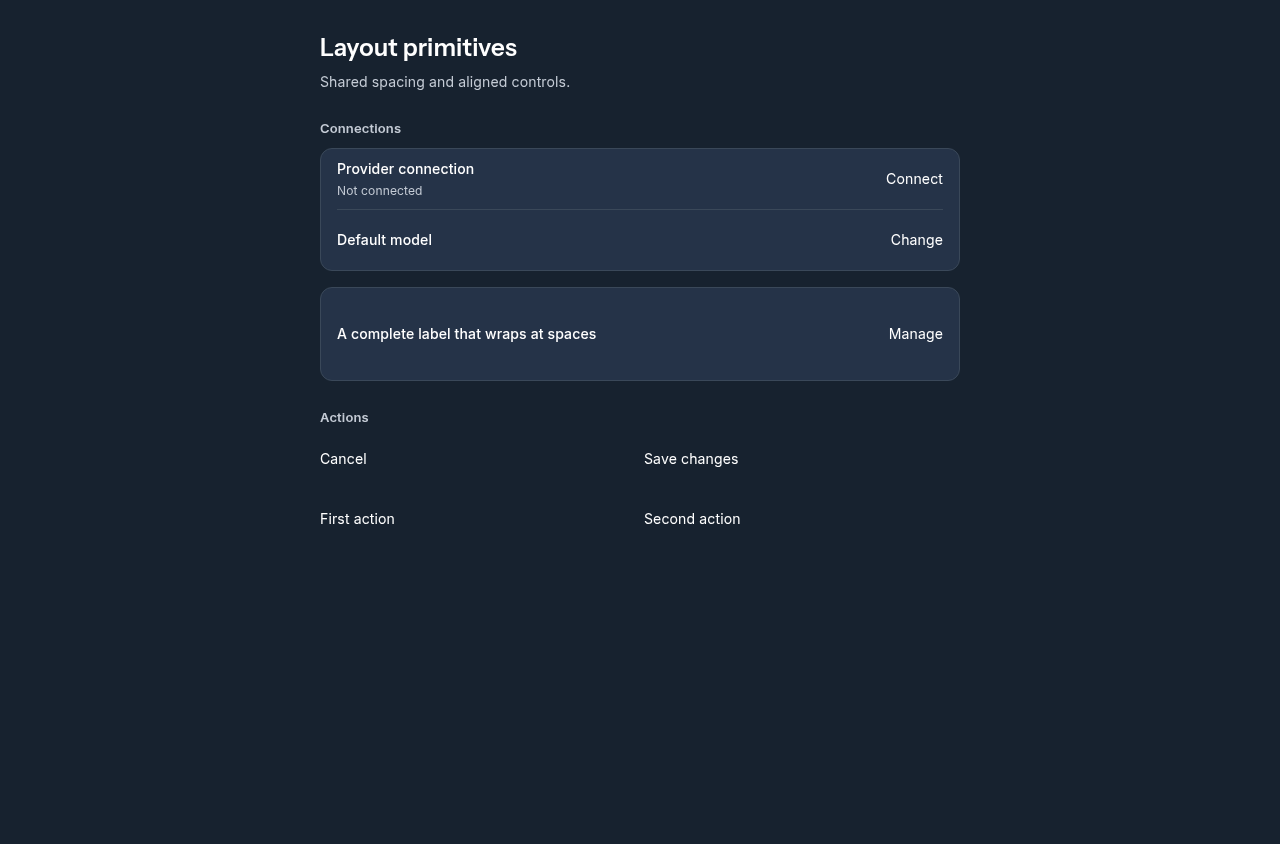 Layout primitives
Shared spacing and aligned controls.
Connections
Provider connection
Not connected
Connect
Default model
Change
A complete label that wraps at spaces
Manage
Actions
Cancel
Save changes
First action
Second action